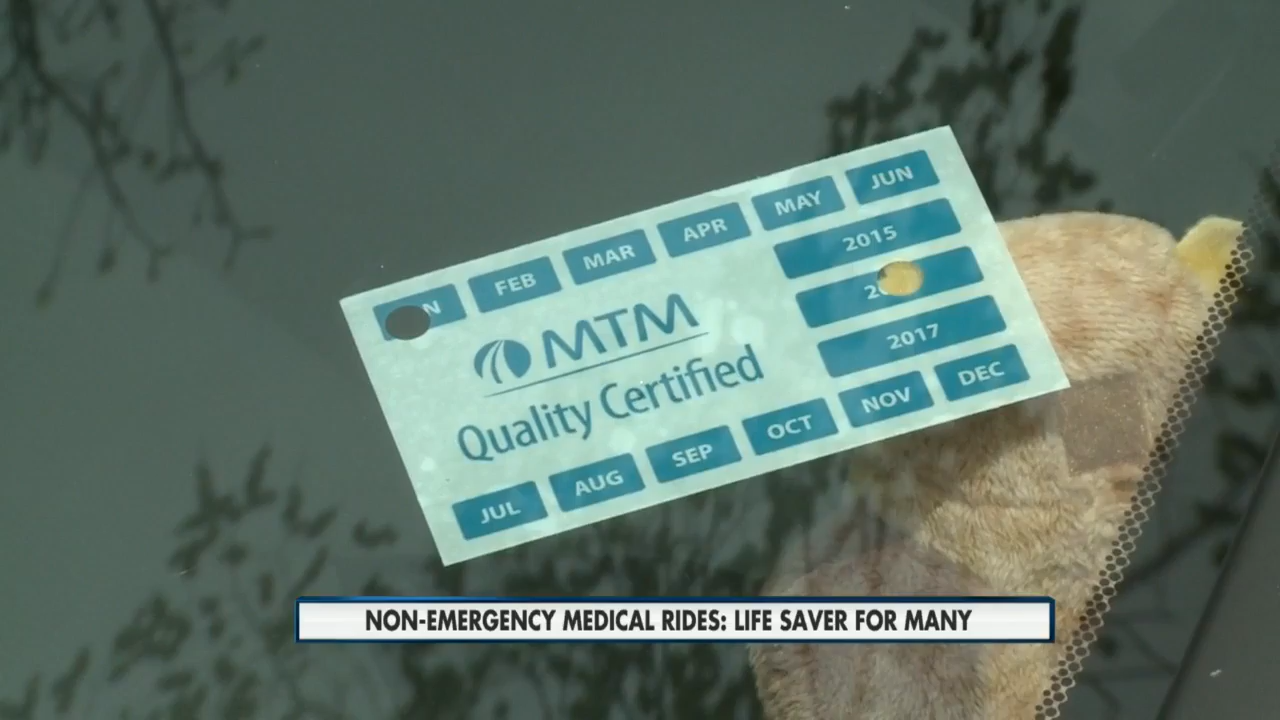 FEB MAR APR MAY JUN
2015
2017
MTM
Quality Certified
JUL AUG SEP OCT NOV DEC
NON-EMERGENCY MEDICAL RIDES: LIFE SAVER FOR MANY